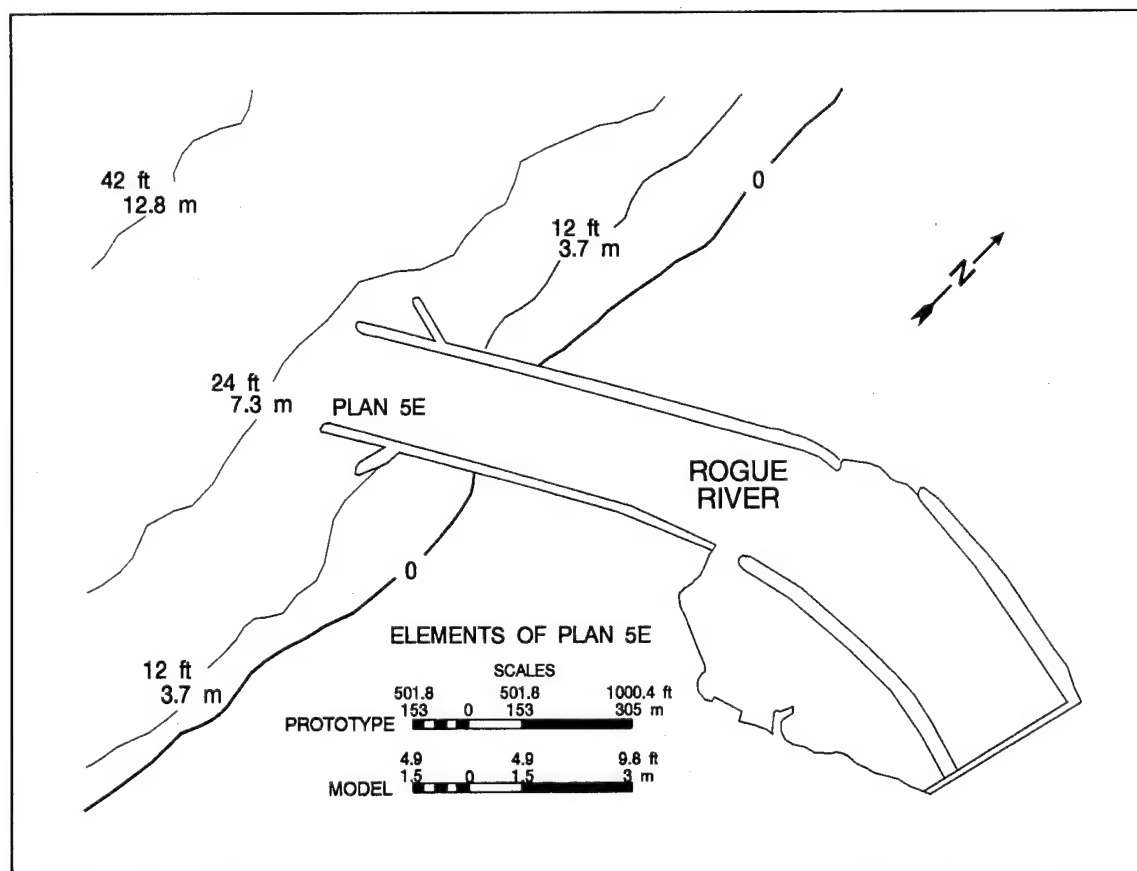 42 ft
12.8 m
0
12 ft
3.7 m
N
24 ft
7.3 m
PLAN 5E
ROGUE
RIVER
0
12 ft
3.7 m
ELEMENTS OF PLAN 5E
SCALES
501.8 501.8 1000.4 ft
153 0 153 305 m
PROTOTYPE
4.9 4.9 9.8 ft
1.5 0 1.5 3 m
MODEL